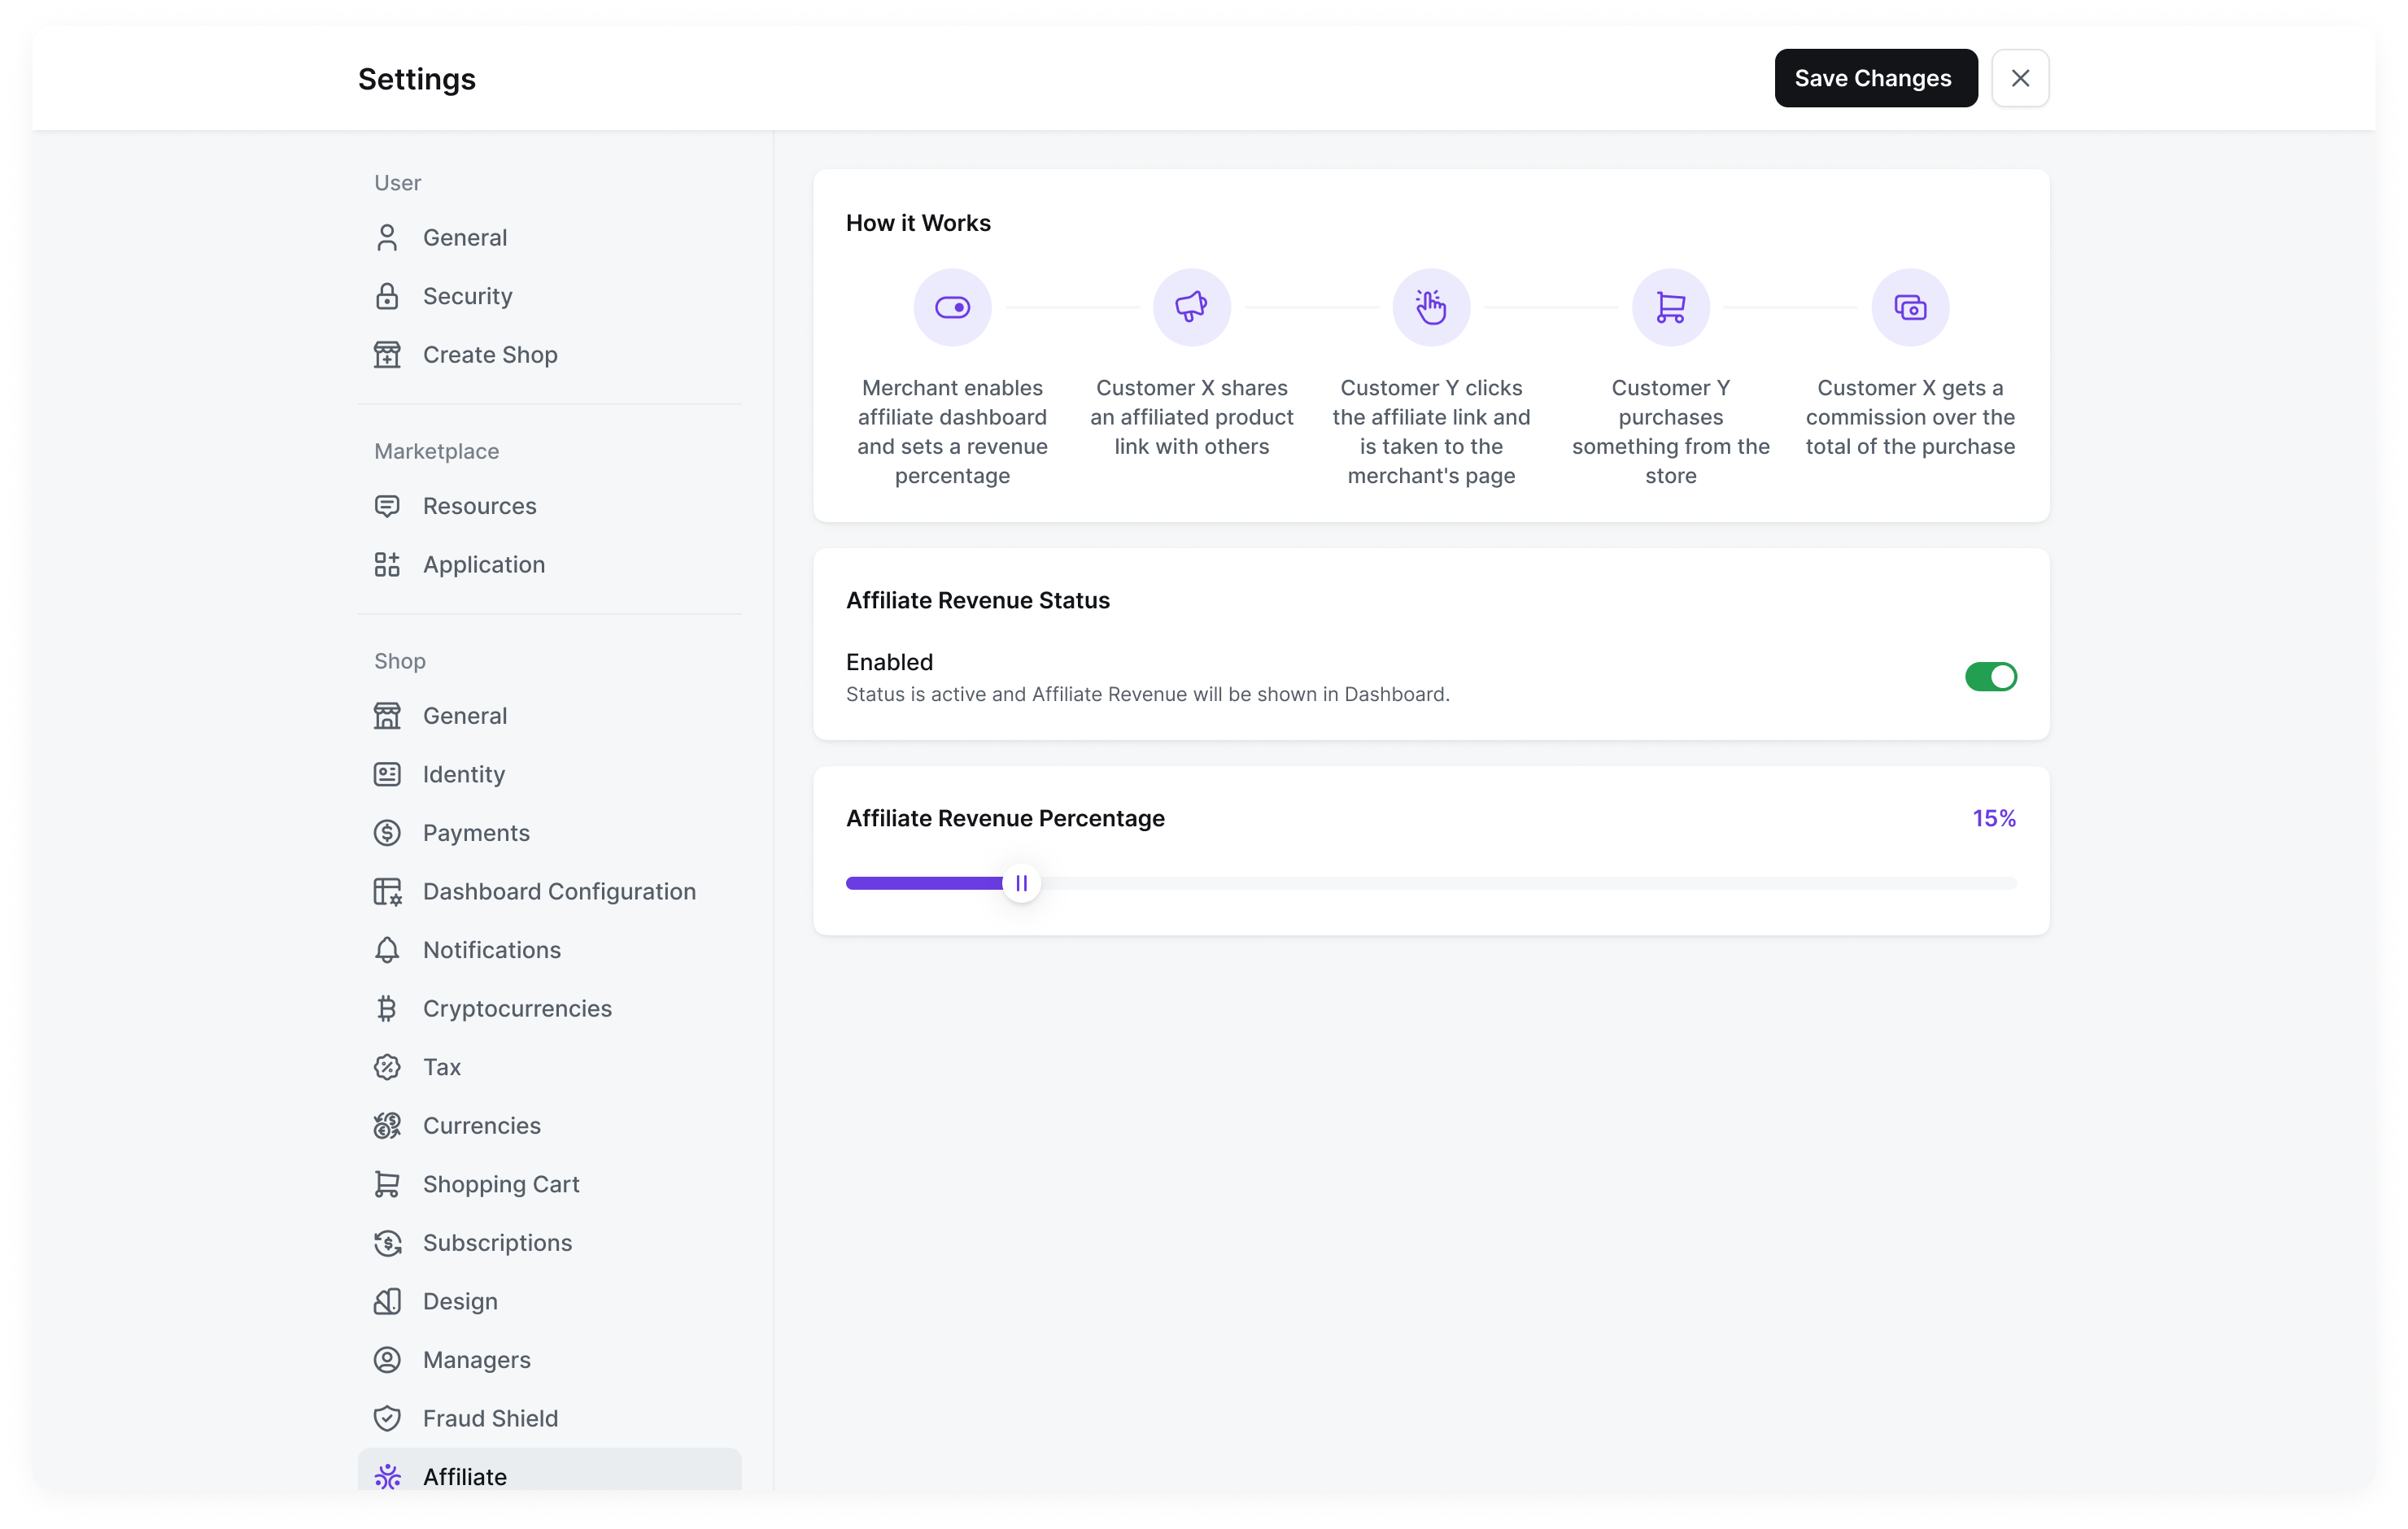 Settings
Save Changes
User
General
Security
Create Shop
Marketplace
Resources
Application
Shop
General
Identity
Payments
Dashboard Configuration
Notifications
Cryptocurrencies
Tax
Currencies
Shopping Cart
Subscriptions
Design
Managers
Fraud Shield
Affiliate
How it Works
Merchant enables
affiliate dashboard
and sets a revenue
percentage
Customer X shares
an affiliated product
link with others
Customer Y clicks
the affiliate link and
is taken to the
merchant's page
Customer Y
purchases
something from the
store
Customer X gets a
commission over the
total of the purchase
Affiliate Revenue Status
Enabled
Status is active and Affiliate Revenue will be shown in Dashboard.
Affiliate Revenue Percentage
15%